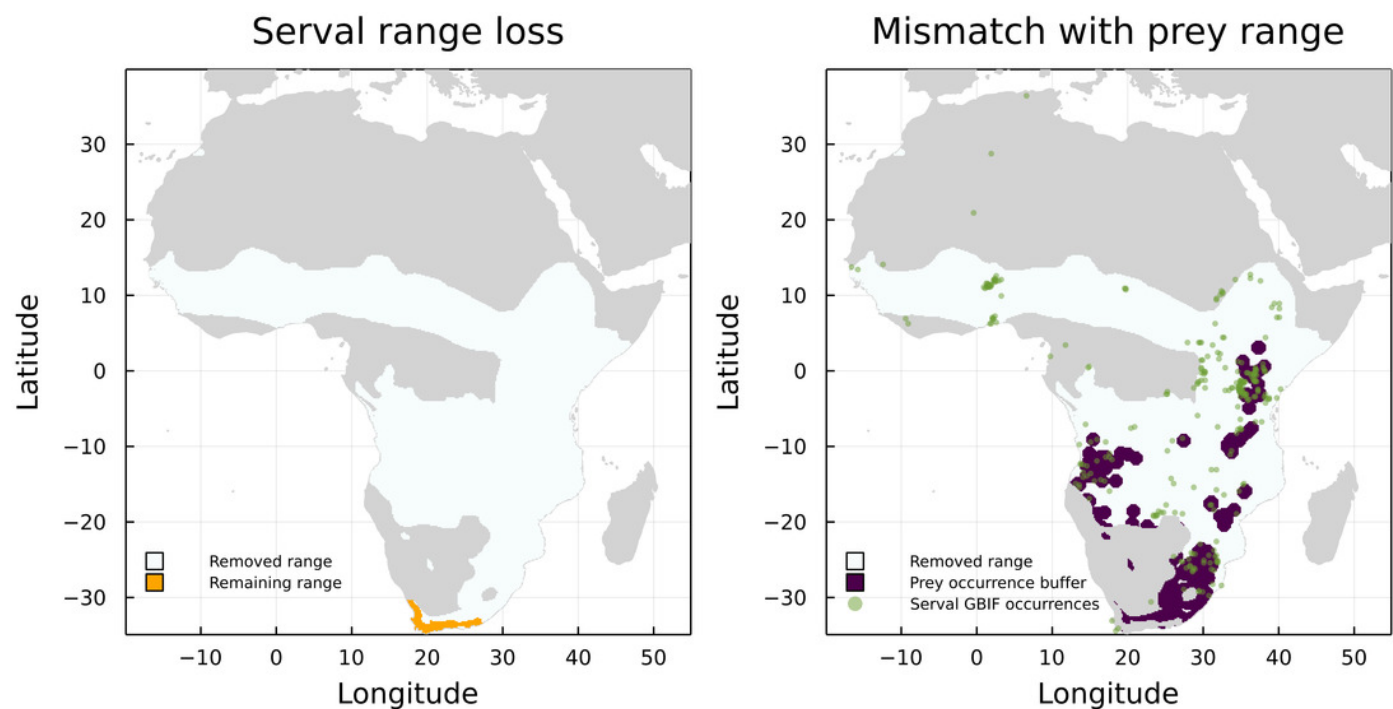 Serval range loss
Mismatch with prey range
Latitude
30
20
10
0
−10
−20
−30
Removed range
Remaining range
−10
0
10
20
30
40
50
Longitude
Latitude
30
20
10
0
−10
−20
−30
Removed range
Prey occurrence buffer
Serval GBIF occurrences
−10
0
10
20
30
40
50
Longitude